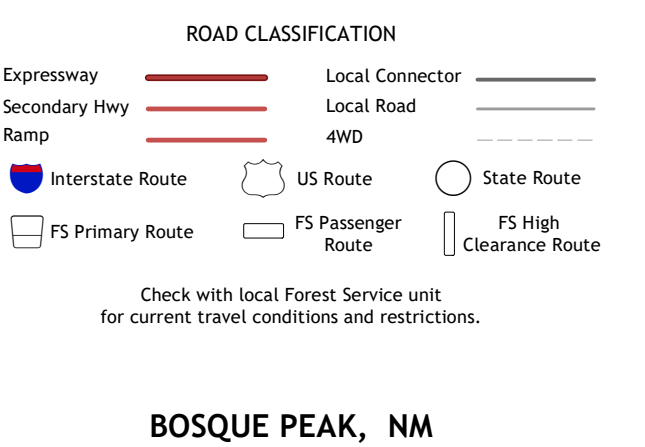 ROAD CLASSIFICATION
Expressway
Local Connector
Secondary Hwy
Local Road
Ramp
4WD
Interstate Route
US Route
State Route
FS Primary Route
FS Passenger
Route
FS High
Clearance Route
Check with local Forest Service unit
for current travel conditions and restrictions.
BOSQUE PEAK, NM